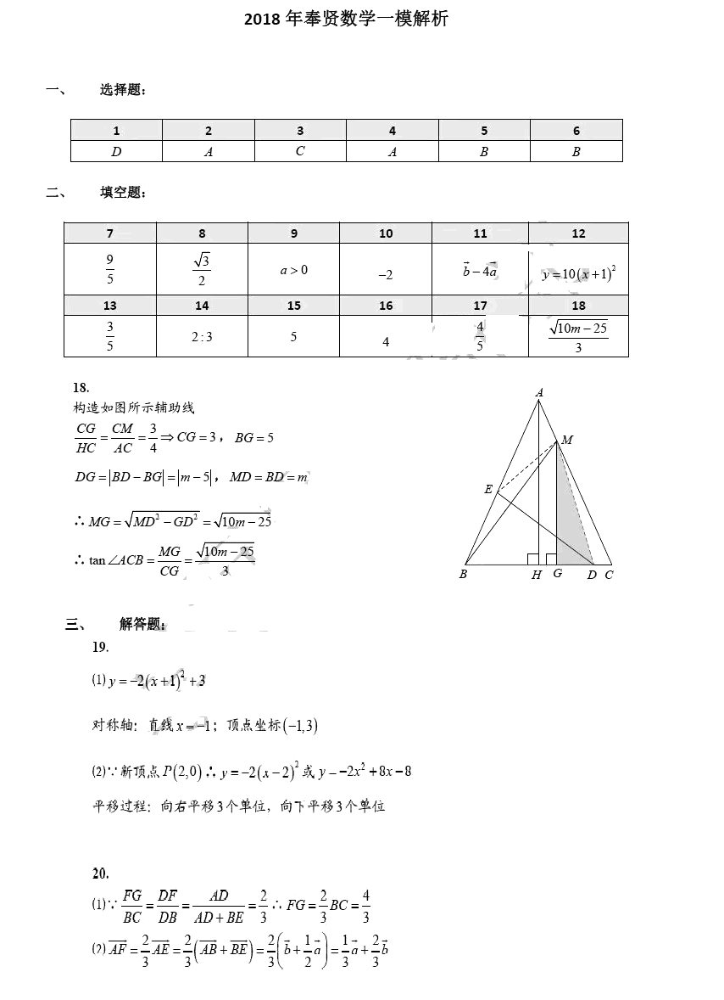 2018 年奉贤数学一模解析
一、 选择题：
1 2 3 4 5 6
D A C A B B
二、 填空题：
7 8 9 10 11 12
9/5 √3/2 a > 0 −2 b⃗ − 4a⃗ y = 10(x + 1)²
13 14 15 16 17 18
3/5 2 : 3 5 4 4/5 √(10m − 25)/3
18.
构造如图所示辅助线
CG/HC = CM/AC = 3/4 ⇒ CG = 3，BG = 5
DG = |BD − BG| = |m − 5|，MD = BD = m
∴ MG = √(MD² − GD²) = √(10m − 25)
∴ tan ∠ACB = MG/CG = √(10m − 25)/3
A
M
E
B H G D C
三、 解答题：
19.
⑴ y = −2(x + 1)² + 3
对称轴：直线 x = −1；顶点坐标(−1,3)
⑵∵新顶点 P(2,0) ∴ y = −2(x − 2)² 或 y = −2x² + 8x − 8
平移过程：向右平移 3 个单位，向下平移 3 个单位
20.
⑴∵ FG/BC = DF/DB = AD/(AD + BE) = 2/3 ∴ FG = 2/3 BC = 4/3
⑵ AF⃗ = 2/3 AE⃗ = 2/3 (AB⃗ + BE⃗) = 2/3 (b⃗ + 1/2 a⃗) = 1/3 a⃗ + 2/3 b⃗